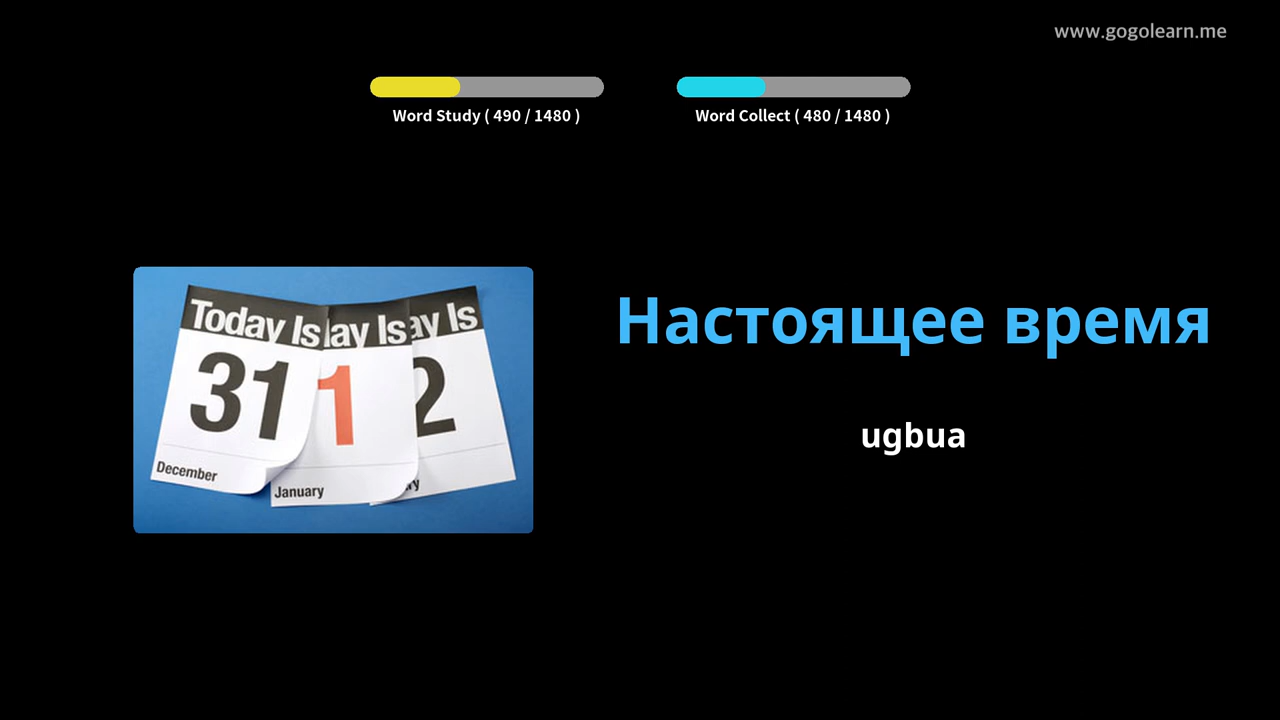 www.gogolearn.me
Word Study ( 490 / 1480 )
Word Collect ( 480 / 1480 )
Today Is
ay Is
ay Is
31
1
2
December
January
ry
Настоящее время
ugbua